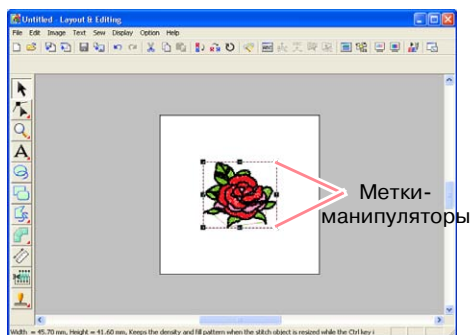 Untitled - Layout & Editing
File Edit Image Text Sew Display Option Help
Метки-
манипуляторы
Width = 45.70 mm, Height = 41.60 mm, Keeps the density and fill pattern when the stitch object is resized while the Ctrl key i